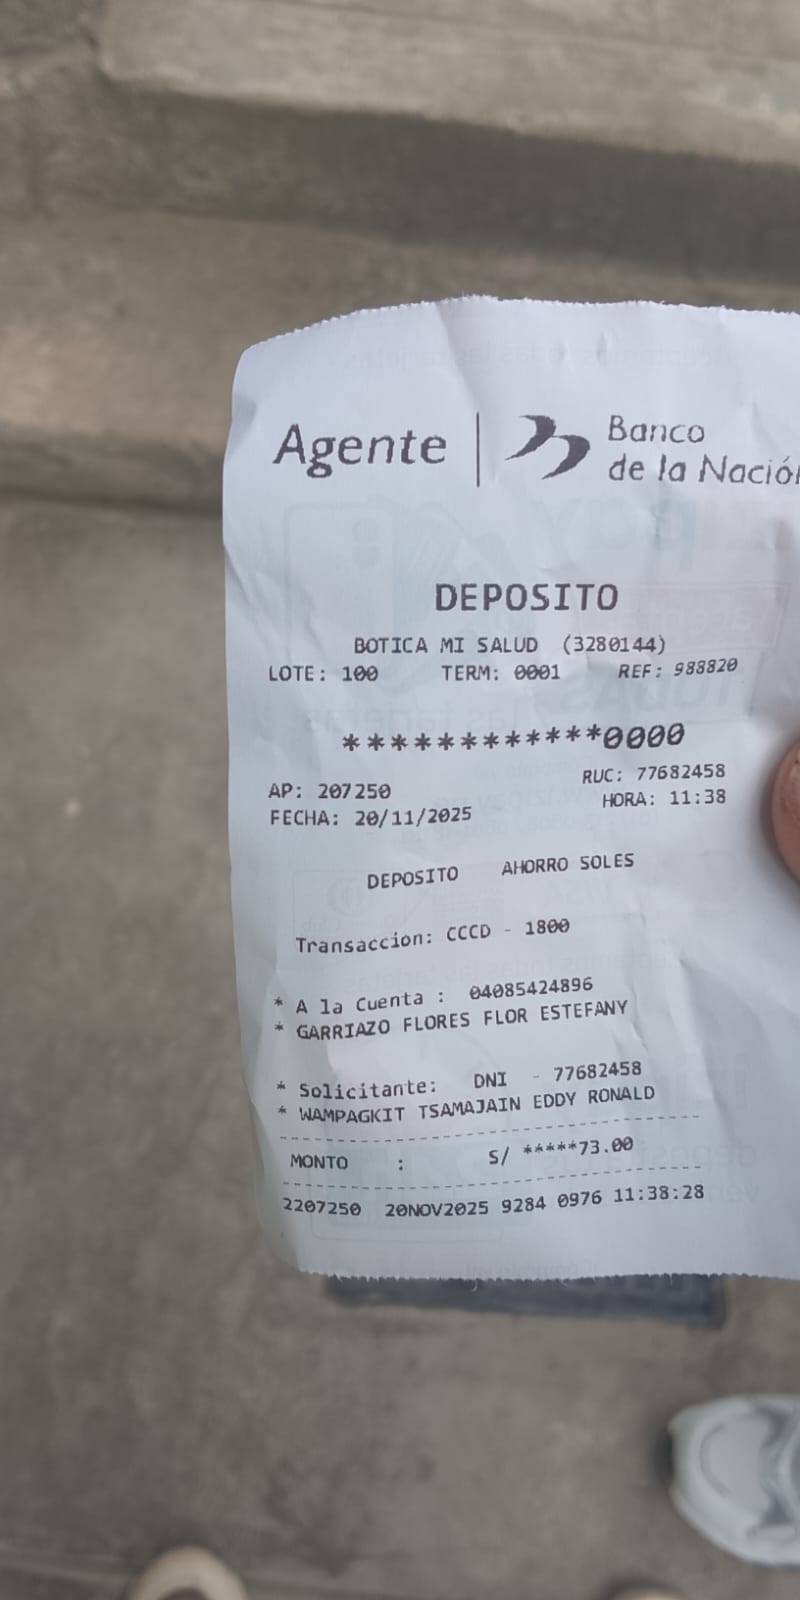 Agente | Banco
de la Nació
DEPOSITO
BOTICA MI SALUD (3280144)
LOTE: 100 TERM: 0001 REF: 988820
************0000
AP: 207250 RUC: 77682458
FECHA: 20/11/2025 HORA: 11:38
DEPOSITO AHORRO SOLES
Transaccion: CCCD - 1800
* A la Cuenta : 04085424896
* GARRIAZO FLORES FLOR ESTEFANY
* Solicitante: DNI - 77682458
* WAMPAGKIT TSAMAJAIN EDDY RONALD
MONTO : S/ *****73.00
2207250 20NOV2025 9284 0976 11:38:28